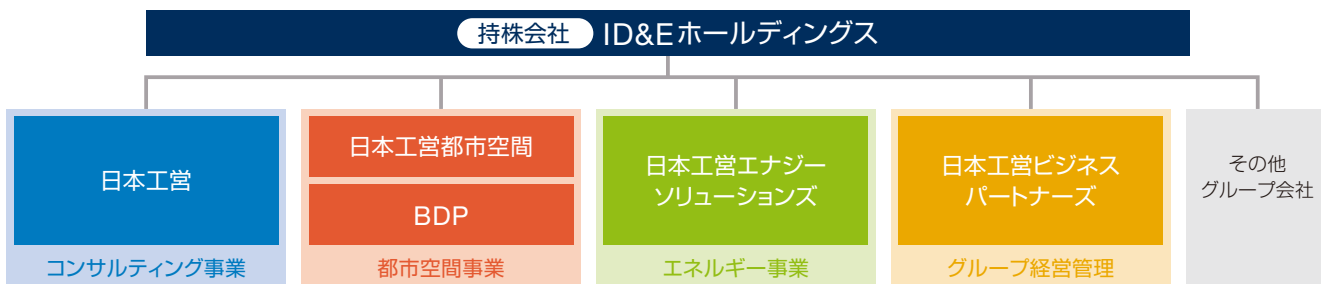 持株会社 ID&Eホールディングス
日本工営
コンサルティング事業
日本工営都市空間
BDP
都市空間事業
日本工営エナジー
ソリューションズ
エネルギー事業
日本工営ビジネス
パートナーズ
グループ経営管理
その他
グループ会社